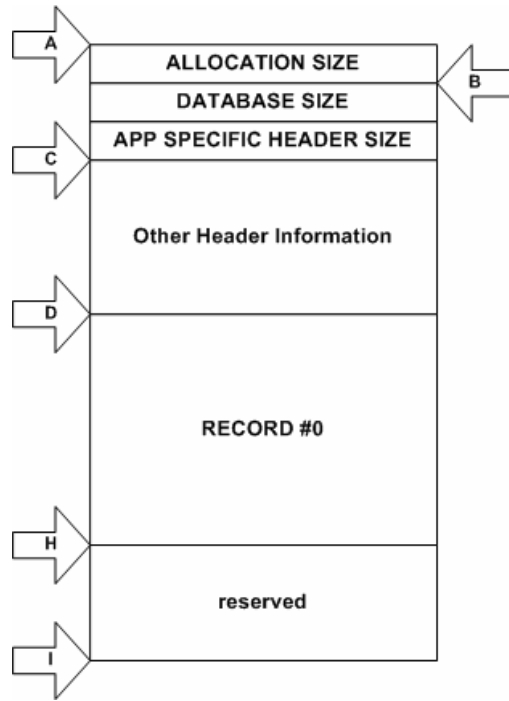 A
ALLOCATION SIZE
B
DATABASE SIZE
APP SPECIFIC HEADER SIZE
C
Other Header Information
D
RECORD #0
H
reserved
I